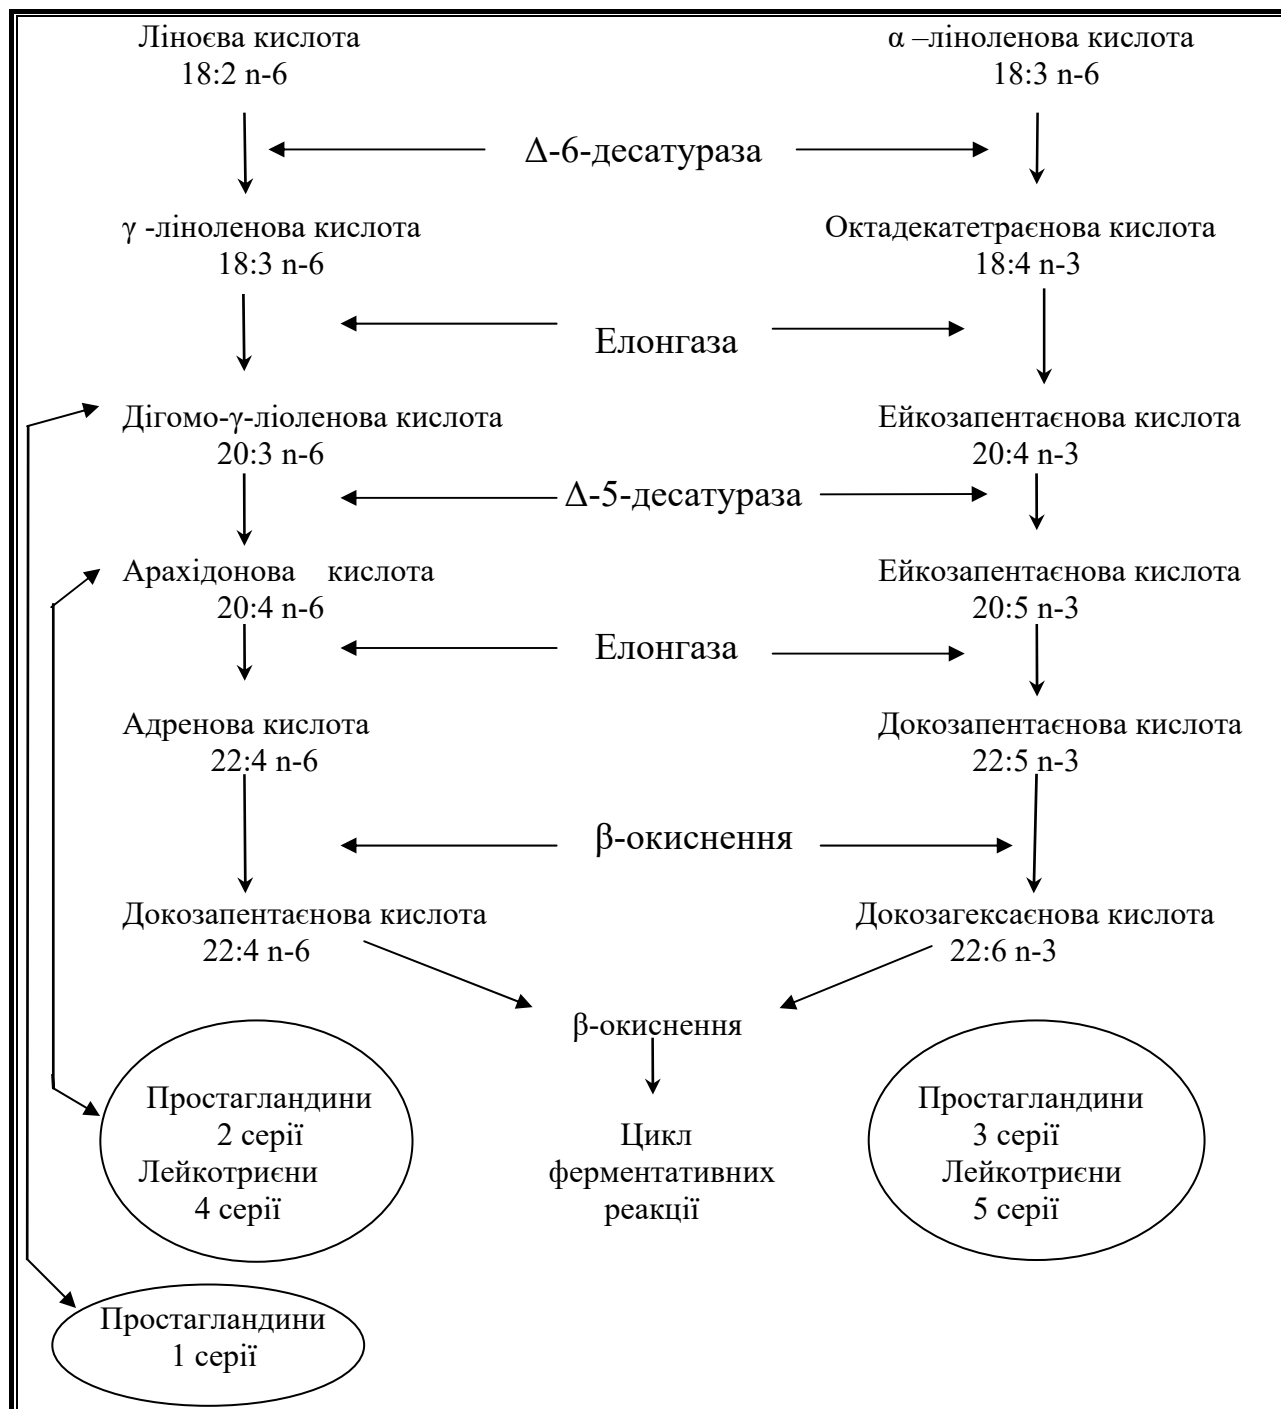 Ліноєва кислота
18:2 n-6
α –ліноленова кислота
18:3 n-6
Δ-6-десатураза
γ -ліноленова кислота
18:3 n-6
Октадекатетраєнова кислота
18:4 n-3
Елонгаза
Дігомо-γ-ліоленова кислота
20:3 n-6
Ейкозапентаєнова кислота
20:4 n-3
Δ-5-десатураза
Арахідонова кислота
20:4 n-6
Ейкозапентаєнова кислота
20:5 n-3
Елонгаза
Адренова кислота
22:4 n-6
Докозапентаєнова кислота
22:5 n-3
β-окиснення
Докозапентаєнова кислота
22:4 n-6
Докозагексаєнова кислота
22:6 n-3
β-окиснення
Простагландини
2 серії
Лейкотриєни
4 серії
Цикл
ферментативних
реакції
Простагландини
3 серії
Лейкотриєни
5 серії
Простагландини
1 серії